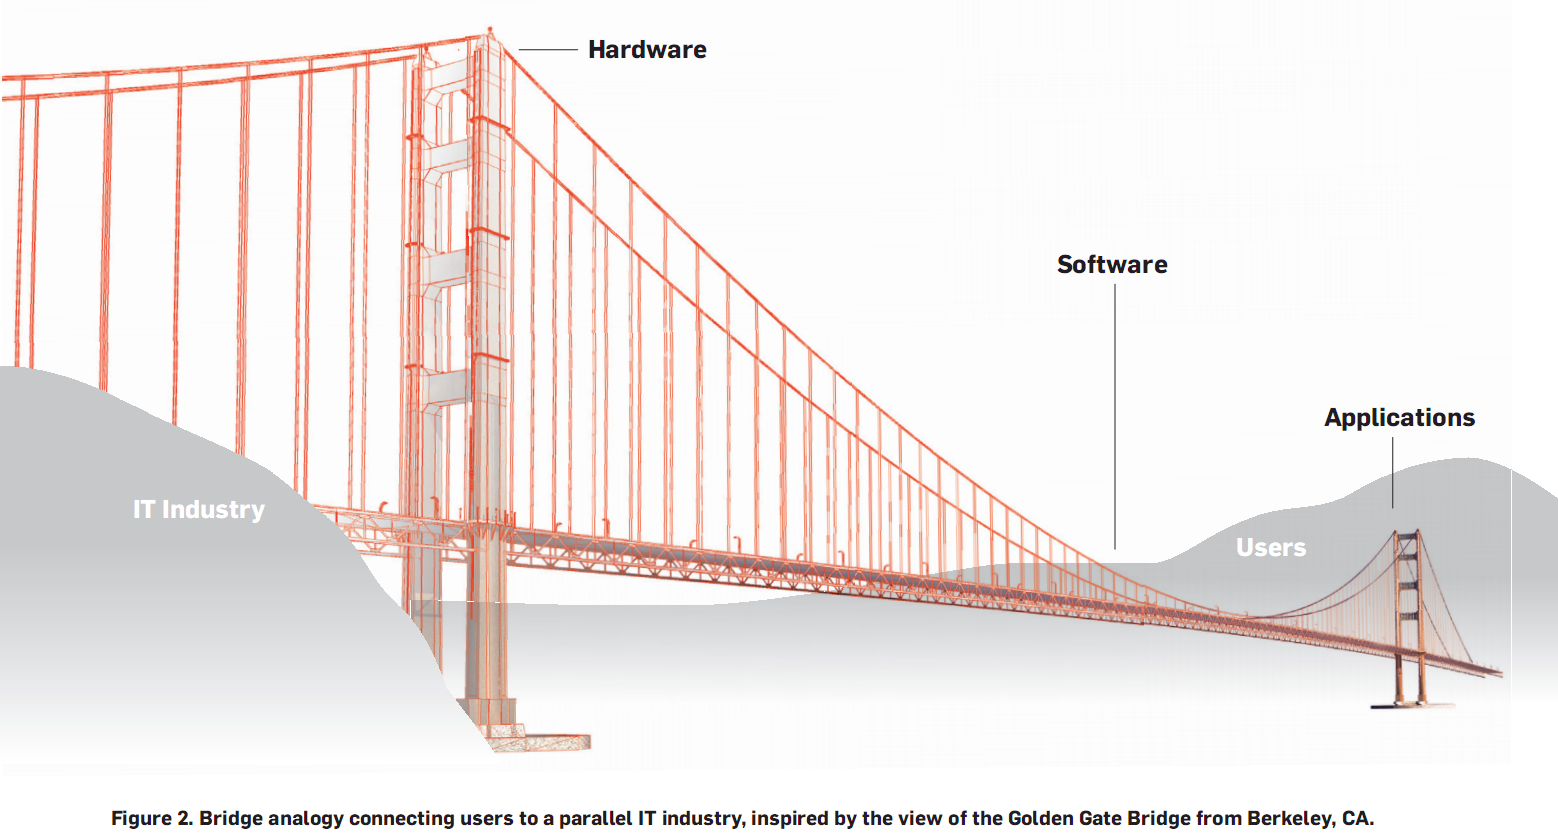 Hardware
Software
Applications
IT Industry
Users
Figure 2. Bridge analogy connecting users to a parallel IT industry, inspired by the view of the Golden Gate Bridge from Berkeley, CA.